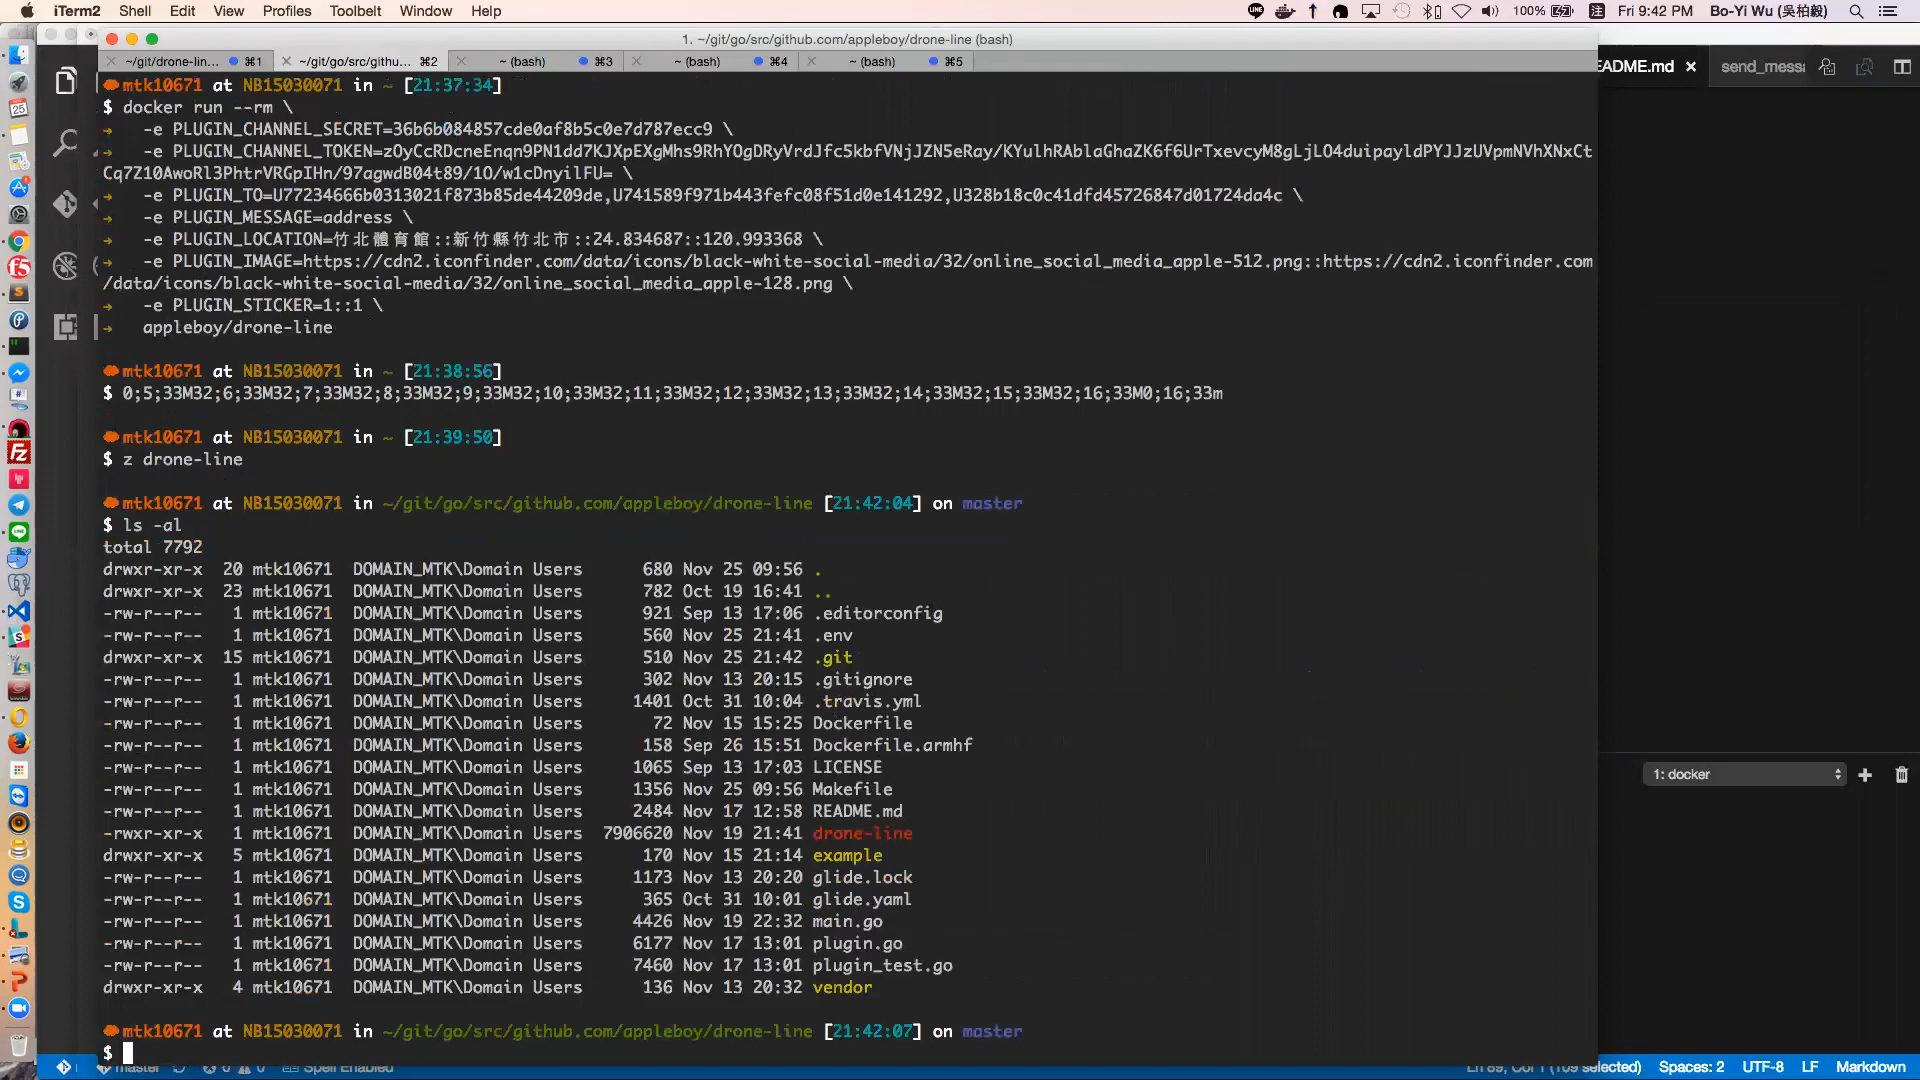 iTerm2 Shell Edit View Profiles Toolbelt Window Help 100% 注 Fri 9:42 PM Bo-Yi Wu (吳柏毅)
1. ~/git/go/src/github.com/appleboy/drone-line (bash)
~/git/drone-lin... ⌘1 ~/git/go/src/githu... ⌘2 ~ (bash) ⌘3 ~ (bash) ⌘4 ~ (bash) ⌘5
EADME.md send_messa
mtk10671 at NB15030071 in ~ [21:37:34]
$ docker run --rm \
→ -e PLUGIN_CHANNEL_SECRET=36b6b084857cde0af8b5c0e7d787ecc9 \
→ -e PLUGIN_CHANNEL_TOKEN=zOyCcRDcneEnqn9PN1dd7KJXpEXgMhs9RhYOgDRyVrdJfc5kbfVNjJZN5eRay/KYulhRAblaGhaZK6f6UrTxevcyM8gLjLO4duipayldPYJJzUVpmNVhXNxCt
Cq7Z10AwoRl3PhtrVRGpIHn/97agwdB04t89/1O/w1cDnyilFU= \
→ -e PLUGIN_TO=U77234666b0313021f873b85de44209de,U741589f971b443fefc08f51d0e141292,U328b18c0c41dfd45726847d01724da4c \
→ -e PLUGIN_MESSAGE=address \
→ -e PLUGIN_LOCATION=竹北體育館::新竹縣竹北市::24.834687::120.993368 \
→ -e PLUGIN_IMAGE=https://cdn2.iconfinder.com/data/icons/black-white-social-media/32/online_social_media_apple-512.png::https://cdn2.iconfinder.com
/data/icons/black-white-social-media/32/online_social_media_apple-128.png \
→ -e PLUGIN_STICKER=1::1 \
→ appleboy/drone-line
mtk10671 at NB15030071 in ~ [21:38:56]
$ 0;5;33M32;6;33M32;7;33M32;8;33M32;9;33M32;10;33M32;11;33M32;12;33M32;13;33M32;14;33M32;15;33M32;16;33M0;16;33m
mtk10671 at NB15030071 in ~ [21:39:50]
$ z drone-line
mtk10671 at NB15030071 in ~/git/go/src/github.com/appleboy/drone-line [21:42:04] on master
$ ls -al
total 7792
drwxr-xr-x 20 mtk10671 DOMAIN_MTK\Domain Users 680 Nov 25 09:56 .
drwxr-xr-x 23 mtk10671 DOMAIN_MTK\Domain Users 782 Oct 19 16:41 ..
-rw-r--r-- 1 mtk10671 DOMAIN_MTK\Domain Users 921 Sep 13 17:06 .editorconfig
-rw-r--r-- 1 mtk10671 DOMAIN_MTK\Domain Users 560 Nov 25 21:41 .env
drwxr-xr-x 15 mtk10671 DOMAIN_MTK\Domain Users 510 Nov 25 21:42 .git
-rw-r--r-- 1 mtk10671 DOMAIN_MTK\Domain Users 302 Nov 13 20:15 .gitignore
-rw-r--r-- 1 mtk10671 DOMAIN_MTK\Domain Users 1401 Oct 31 10:04 .travis.yml
-rw-r--r-- 1 mtk10671 DOMAIN_MTK\Domain Users 72 Nov 15 15:25 Dockerfile
-rw-r--r-- 1 mtk10671 DOMAIN_MTK\Domain Users 158 Sep 26 15:51 Dockerfile.armhf
-rw-r--r-- 1 mtk10671 DOMAIN_MTK\Domain Users 1065 Sep 13 17:03 LICENSE
-rw-r--r-- 1 mtk10671 DOMAIN_MTK\Domain Users 1356 Nov 25 09:56 Makefile
-rw-r--r-- 1 mtk10671 DOMAIN_MTK\Domain Users 2484 Nov 17 12:58 README.md
-rwxr-xr-x 1 mtk10671 DOMAIN_MTK\Domain Users 7906620 Nov 19 21:41 drone-line
drwxr-xr-x 5 mtk10671 DOMAIN_MTK\Domain Users 170 Nov 15 21:14 example
-rw-r--r-- 1 mtk10671 DOMAIN_MTK\Domain Users 1173 Nov 13 20:20 glide.lock
-rw-r--r-- 1 mtk10671 DOMAIN_MTK\Domain Users 365 Oct 31 10:01 glide.yaml
-rw-r--r-- 1 mtk10671 DOMAIN_MTK\Domain Users 4426 Nov 19 22:32 main.go
-rw-r--r-- 1 mtk10671 DOMAIN_MTK\Domain Users 6177 Nov 17 13:01 plugin.go
-rw-r--r-- 1 mtk10671 DOMAIN_MTK\Domain Users 7460 Nov 17 13:01 plugin_test.go
drwxr-xr-x 4 mtk10671 DOMAIN_MTK\Domain Users 136 Nov 13 20:32 vendor
mtk10671 at NB15030071 in ~/git/go/src/github.com/appleboy/drone-line [21:42:07] on master
$
1: docker
master 0 0 Spell Enabled Ln 89, Col 1 (109 selected) Spaces: 2 UTF-8 LF Markdown